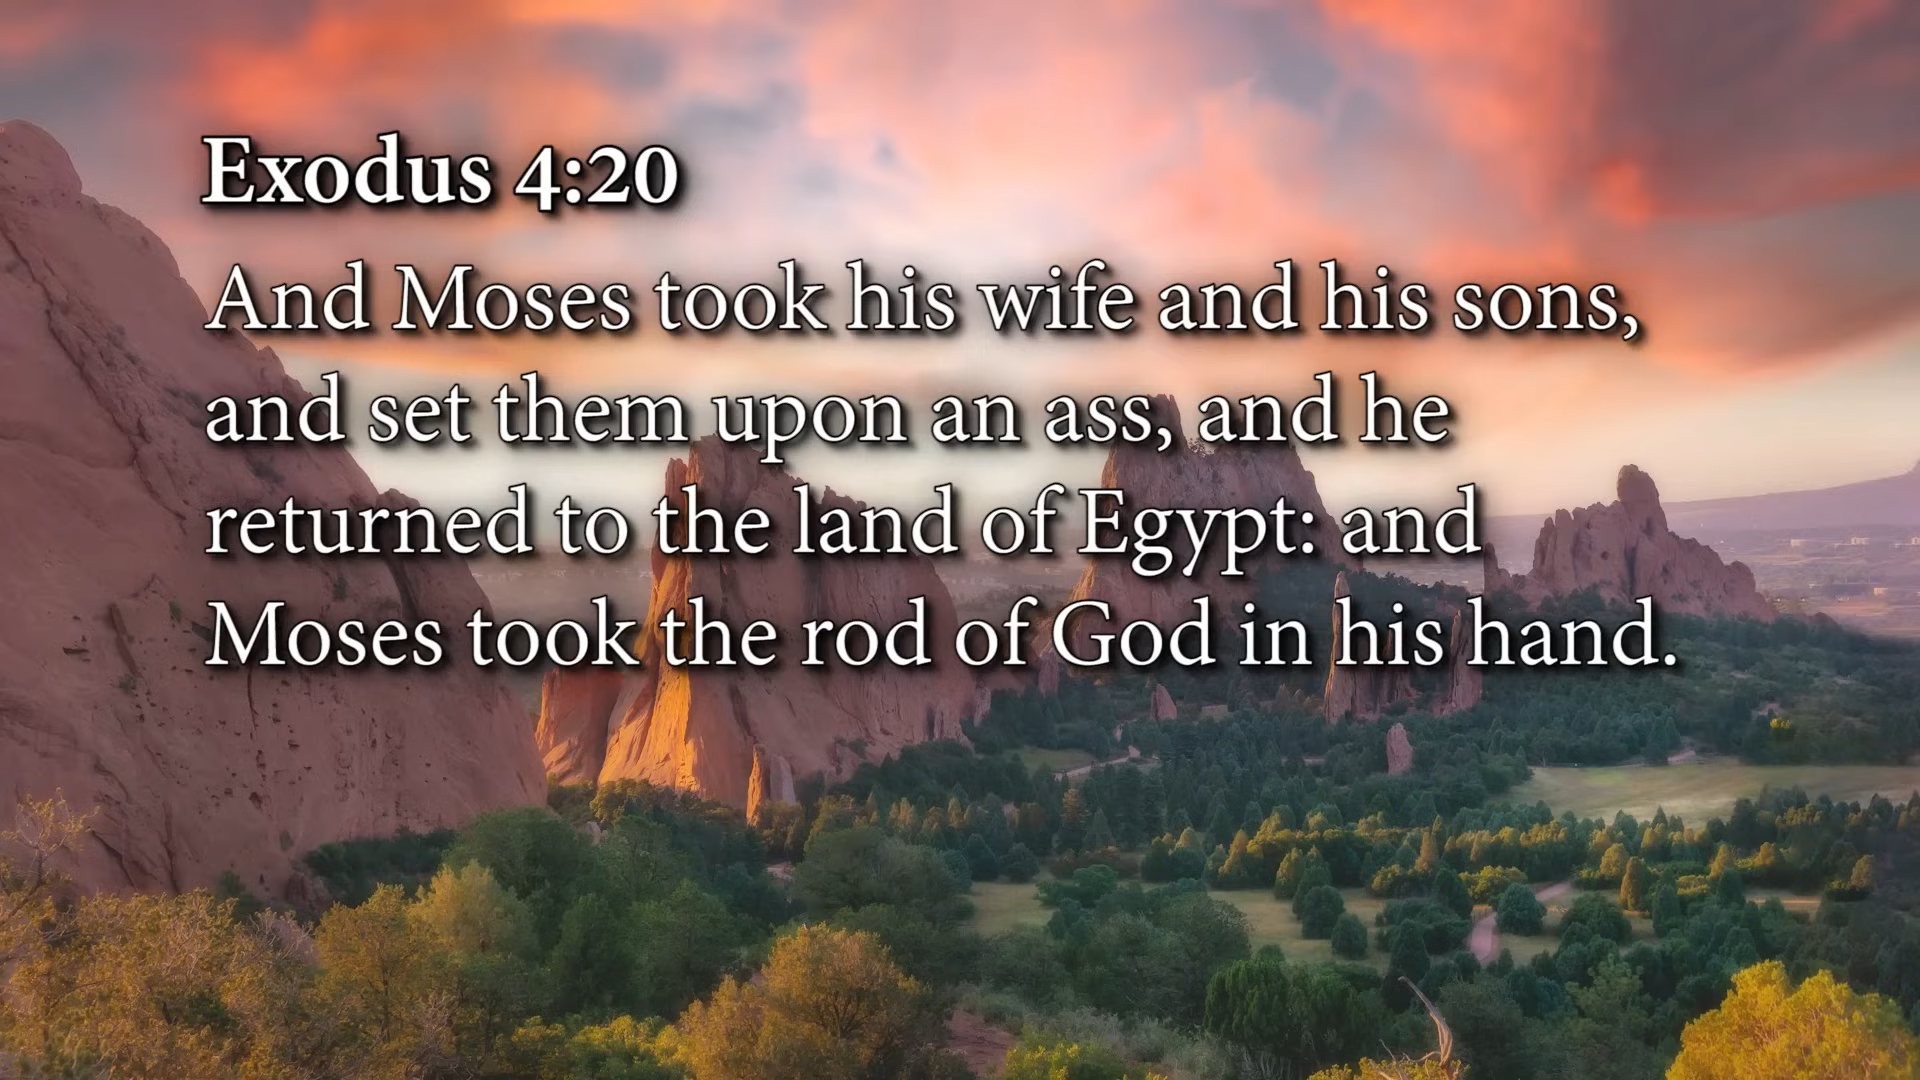 Exodus 4:20
And Moses took his wife and his sons,
and set them upon an ass, and he
returned to the land of Egypt: and
Moses took the rod of God in his hand.